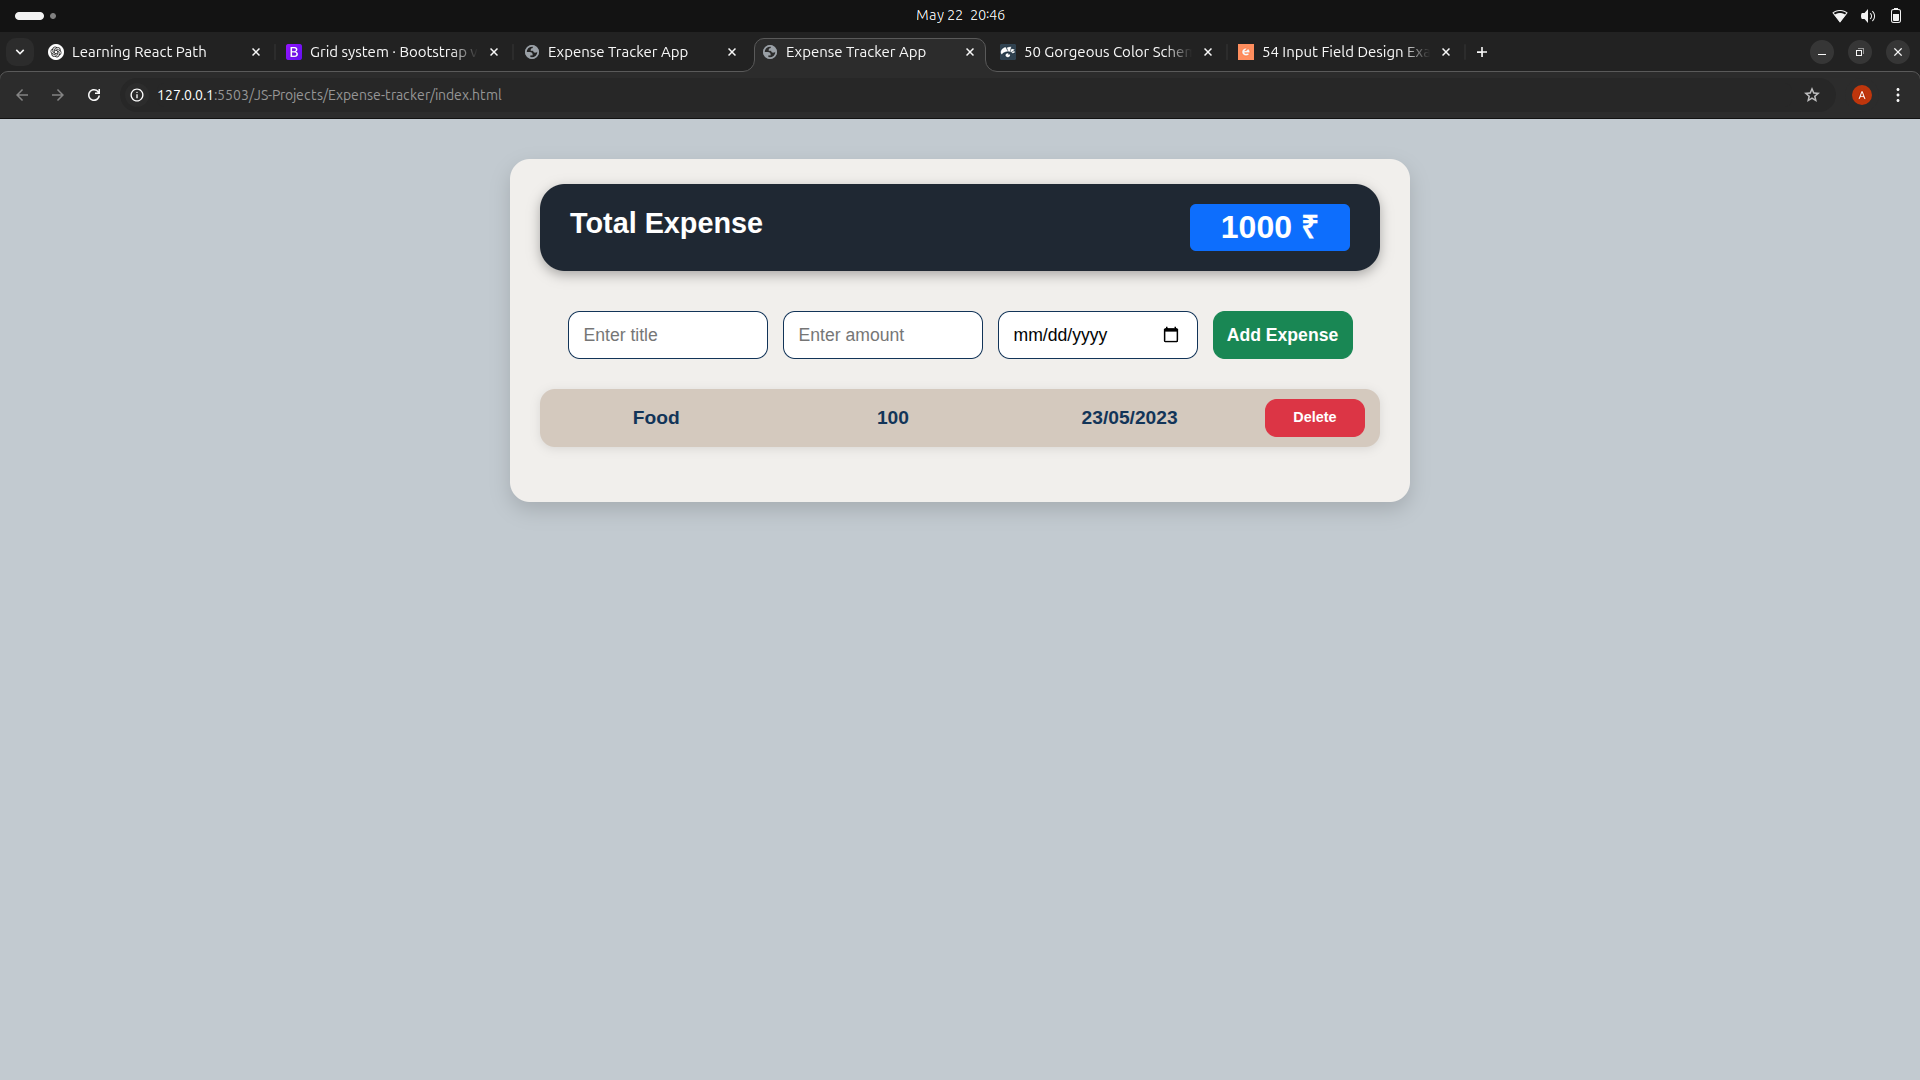 May 22 20:46
Learning React Path
Grid system · Bootstrap v
Expense Tracker App
Expense Tracker App
50 Gorgeous Color Schem
54 Input Field Design Exa
127.0.0.1:5503/JS-Projects/Expense-tracker/index.html
A
Total Expense
1000 ₹
Enter title
Enter amount
mm/dd/yyyy
Add Expense
Food
100
23/05/2023
Delete